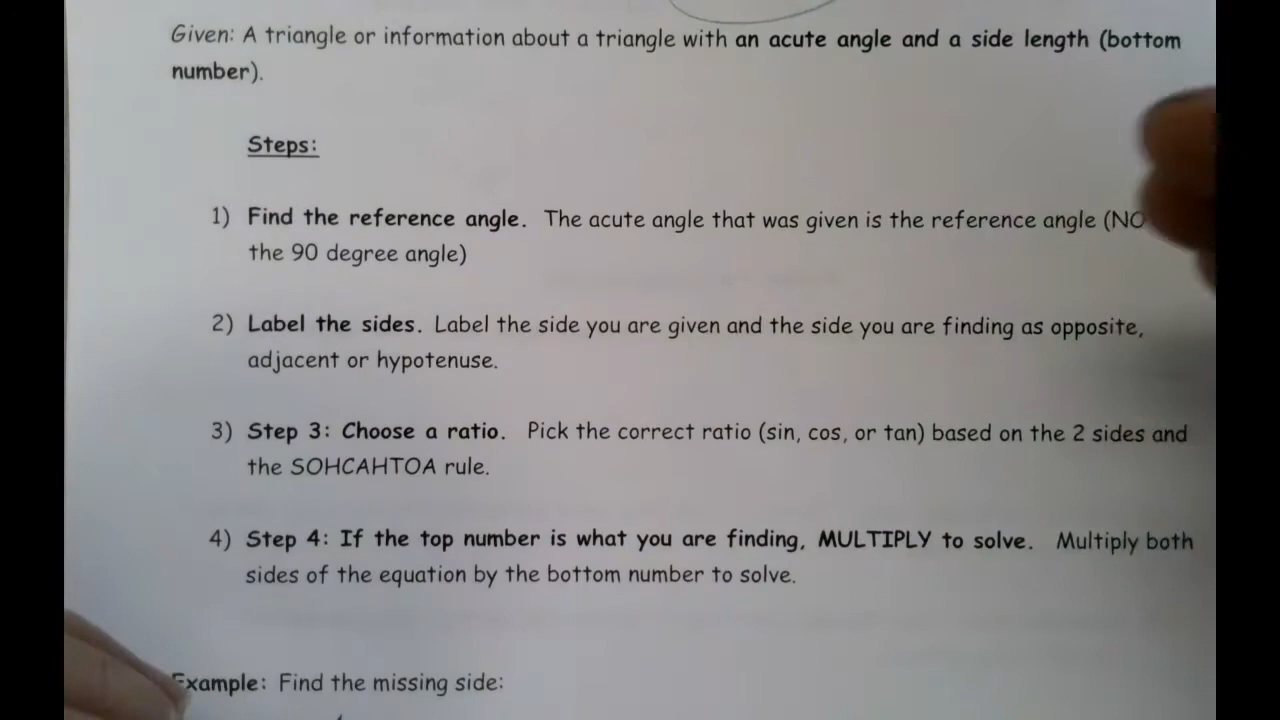 Given: A triangle or information about a triangle with an acute angle and a side length (bottom
number).
Steps:
1) Find the reference angle. The acute angle that was given is the reference angle (NO
the 90 degree angle)
2) Label the sides. Label the side you are given and the side you are finding as opposite,
adjacent or hypotenuse.
3) Step 3: Choose a ratio. Pick the correct ratio (sin, cos, or tan) based on the 2 sides and
the SOHCAHTOA rule.
4) Step 4: If the top number is what you are finding, MULTIPLY to solve. Multiply both
sides of the equation by the bottom number to solve.
Example: Find the missing side: